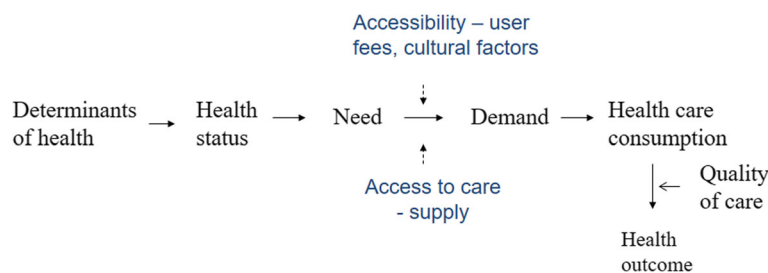 Accessibility – user
fees, cultural factors
Determinants
of health
Health
status
Need
Demand
Health care
consumption
Access to care
- supply
Quality
of care
Health
outcome